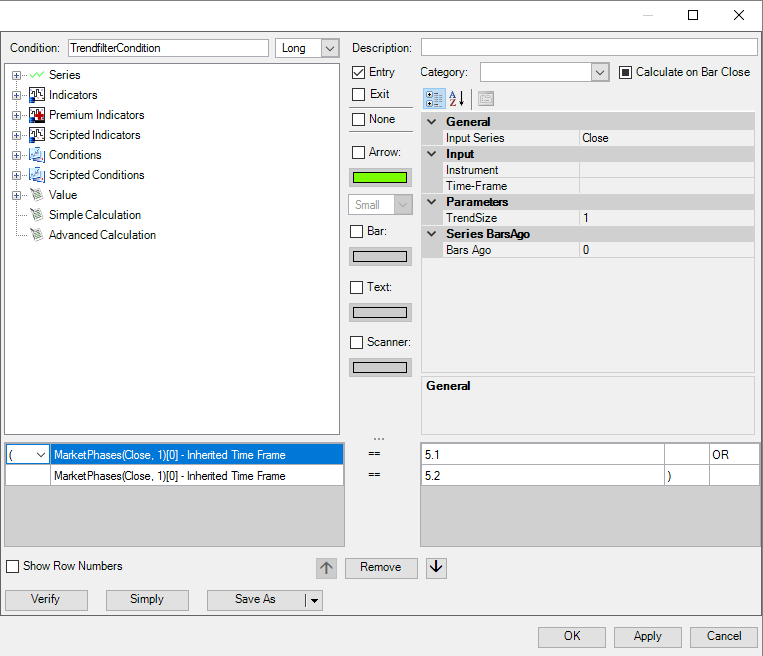 Condition: TrendfilterCondition Long Description:
Series
Indicators
Premium Indicators
Scripted Indicators
Conditions
Scripted Conditions
Value
Simple Calculation
Advanced Calculation
Entry
Exit
None
Arrow:
Small
Bar:
Text:
Scanner:
Category: Calculate on Bar Close
General
Input Series Close
Input
Instrument
Time-Frame
Parameters
TrendSize 1
Series BarsAgo
Bars Ago 0
General
...
( MarketPhases(Close, 1)[0] - Inherited Time Frame == 5.1 OR
MarketPhases(Close, 1)[0] - Inherited Time Frame == 5.2 )
Show Row Numbers Remove
Verify Simply Save As
OK Apply Cancel